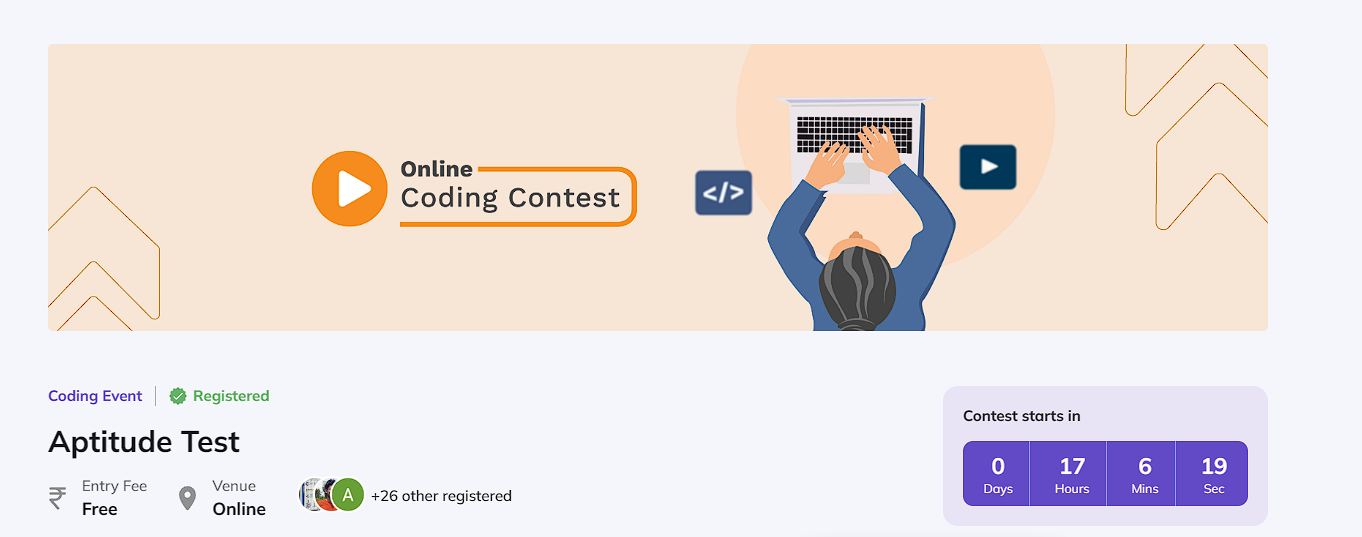 Online
Coding Contest
</>
Coding Event
Registered
Aptitude Test
Entry Fee
Free
Venue
Online
A
+26 other registered
Contest starts in
0 17 6 19
Days Hours Mins Sec